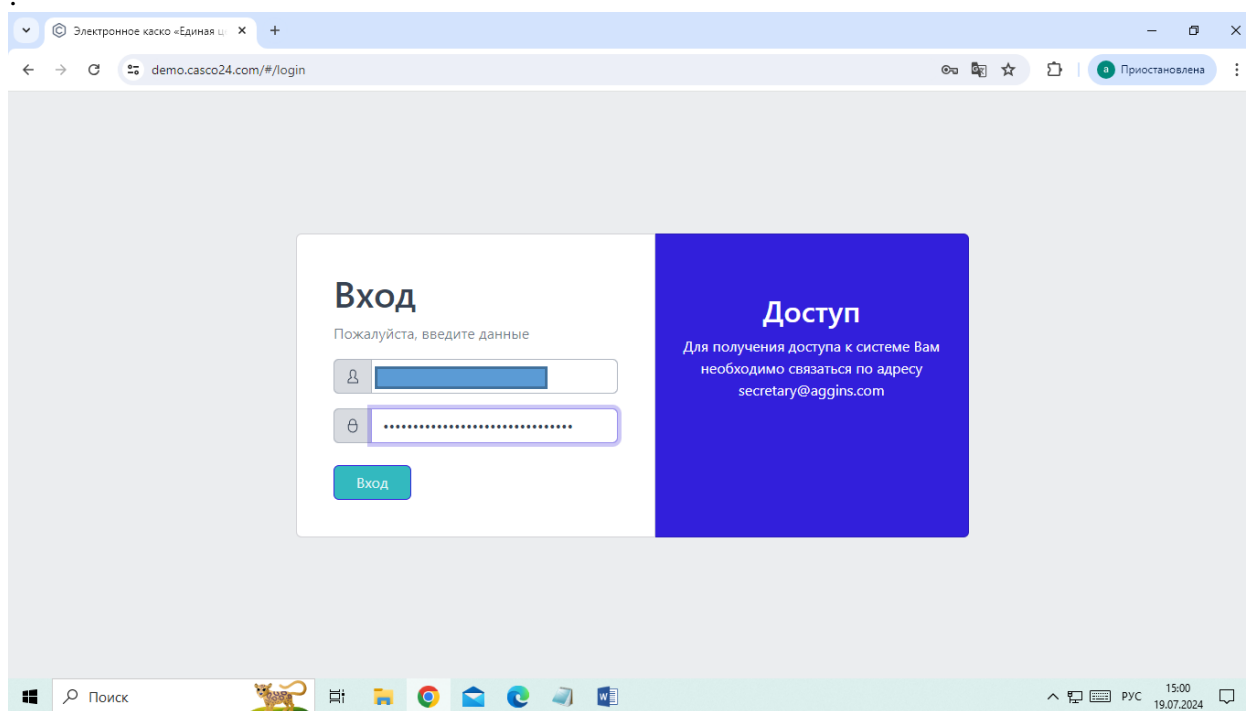 Электронное каско «Единая ц
demo.casco24.com/#/login
а
Приостановлена
Вход
Пожалуйста, введите данные
••••••••••••••••••••••••••••••••
Вход
Доступ
Для получения доступа к системе Вам
необходимо связаться по адресу
secretary@aggins.com
Поиск
РУС
15:00
19.07.2024